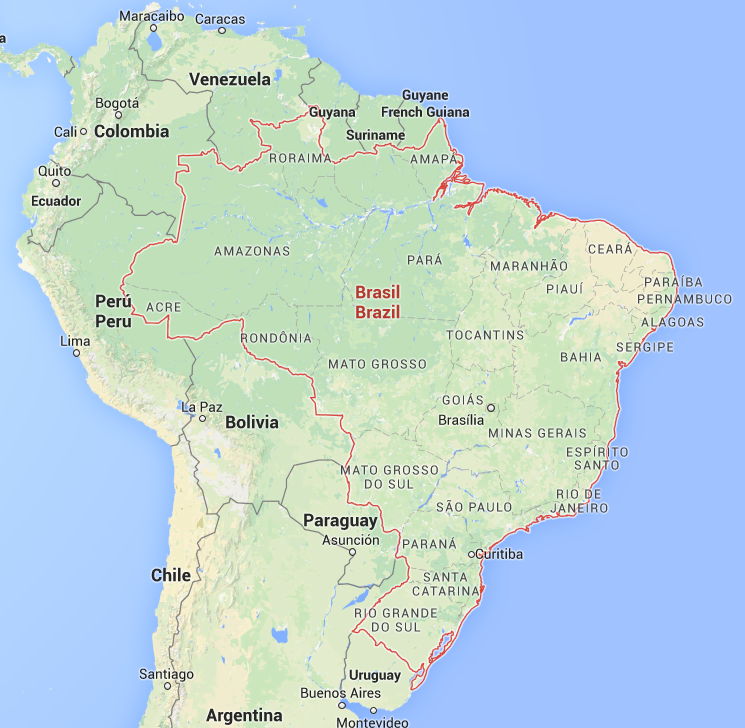 Maracaibo
Caracas
a
Venezuela
Guyane
French Guiana
Bogotá
Guyana
Cali
Colombia
Suriname
RORAIMA
AMAPÁ
Quito
Ecuador
AMAZONAS
CEARÁ
PARÁ
MARANHÃO
PARAÍBA
PIAUÍ
Brasil
Brazil
PERNAMBUCO
Perú
Peru
ACRE
ALAGOAS
Lima
RONDÔNIA
TOCANTINS
SERGIPE
BAHIA
MATO GROSSO
La Paz
GOIÁS
Brasília
Bolivia
MINAS GERAIS
ESPÍRITO
SANTO
MATO GROSSO
DO SUL
RIO DE
JANEIRO
SÃO PAULO
Paraguay
Asunción
PARANÁ
Curitiba
Chile
SANTA
CATARINA
RIO GRANDE
DO SUL
Santiago
Uruguay
Buenos Aires
Argentina
Montevideo